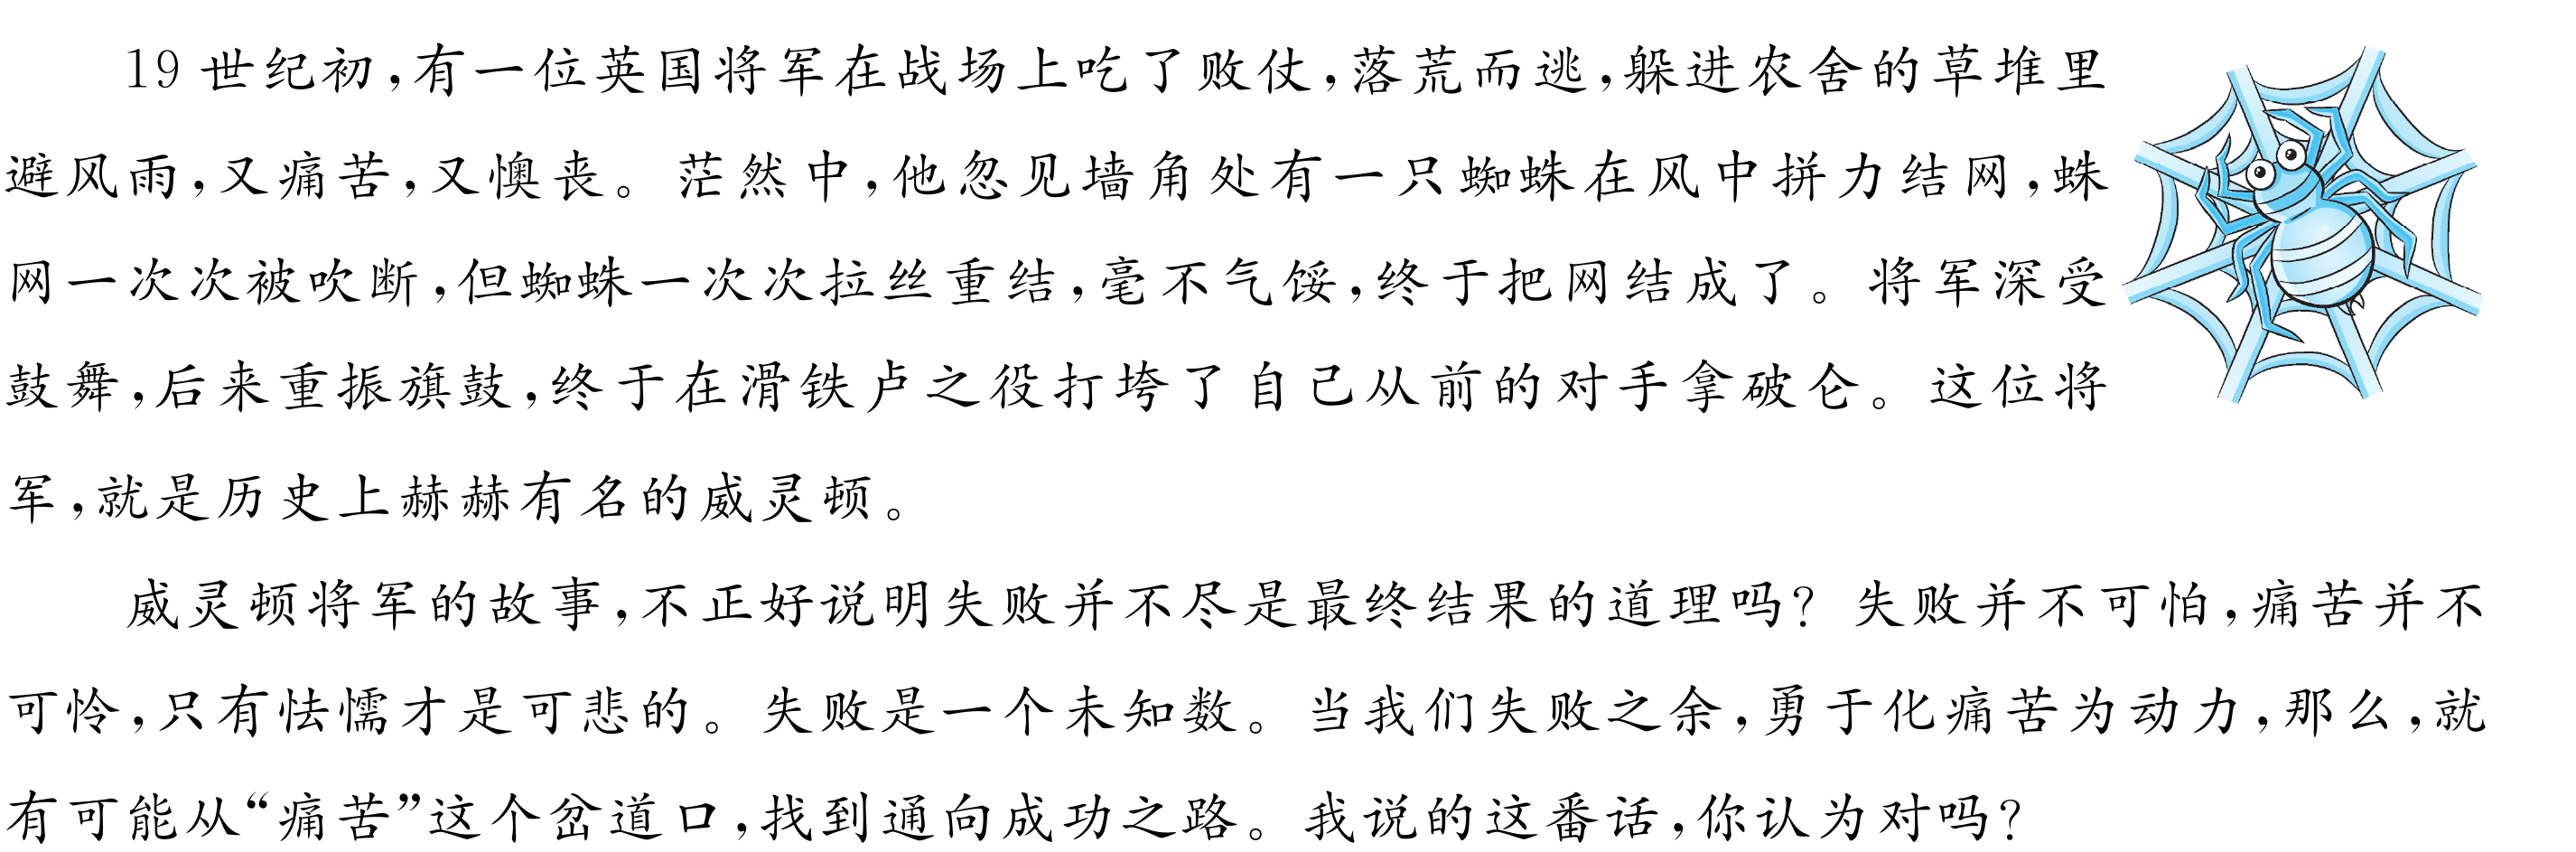 19 世纪初,有一位英国将军在战场上吃了败仗,落荒而逃,躲进农舍的草堆里
避风雨,又痛苦,又懊丧。茫然中,他忽见墙角处有一只蜘蛛在风中拼力结网,蛛
网一次次被吹断,但蜘蛛一次次拉丝重结,毫不气馁,终于把网结成了。将军深受
鼓舞,后来重振旗鼓,终于在滑铁卢之役打垮了自己从前的对手拿破仑。这位将
军,就是历史上赫赫有名的威灵顿。
威灵顿将军的故事,不正好说明失败并不尽是最终结果的道理吗? 失败并不可怕,痛苦并不
可怜,只有怯懦才是可悲的。失败是一个未知数。当我们失败之余,勇于化痛苦为动力,那么,就
有可能从“痛苦”这个岔道口,找到通向成功之路。我说的这番话,你认为对吗?